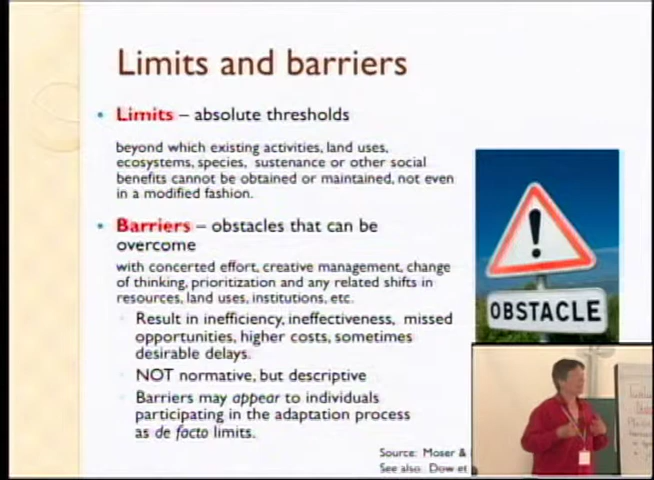 Limits and barriers
• Limits – absolute thresholds
beyond which existing activities, land uses,
ecosystems, species, sustenance or other social
benefits cannot be obtained or maintained, not even
in a modified fashion.
• Barriers – obstacles that can be
overcome
with concerted effort, creative management, change
of thinking, prioritization and any related shifts in
resources, land uses, institutions, etc.
Result in inefficiency, ineffectiveness, missed
opportunities, higher costs, sometimes
desirable delays.
NOT normative, but descriptive
Barriers may appear to individuals
participating in the adaptation process
as de facto limits.
OBSTACLE
Source: Moser &
See also: Dow et